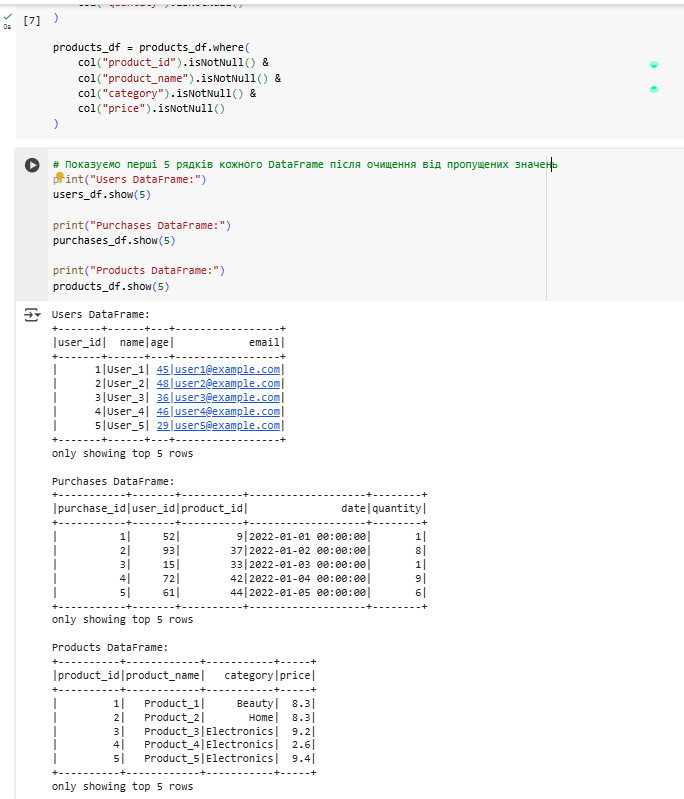 [7] )
0s
products_df = products_df.where(
    col("product_id").isNotNull() &
    col("product_name").isNotNull() &
    col("category").isNotNull() &
    col("price").isNotNull()
)
# Показуємо перші 5 рядків кожного DataFrame після очищення від пропущених значень
print("Users DataFrame:")
users_df.show(5)
print("Purchases DataFrame:")
purchases_df.show(5)
print("Products DataFrame:")
products_df.show(5)
Users DataFrame:
+-------+------+---+-----------------+
|user_id|  name|age|            email|
+-------+------+---+-----------------+
|      1|User_1| 45|user1@example.com|
|      2|User_2| 48|user2@example.com|
|      3|User_3| 36|user3@example.com|
|      4|User_4| 46|user4@example.com|
|      5|User_5| 29|user5@example.com|
+-------+------+---+-----------------+
only showing top 5 rows
Purchases DataFrame:
+-----------+-------+----------+-------------------+--------+
|purchase_id|user_id|product_id|               date|quantity|
+-----------+-------+----------+-------------------+--------+
|          1|     52|         9|2022-01-01 00:00:00|       1|
|          2|     93|        37|2022-01-02 00:00:00|       8|
|          3|     15|        33|2022-01-03 00:00:00|       1|
|          4|     72|        42|2022-01-04 00:00:00|       9|
|          5|     61|        44|2022-01-05 00:00:00|       6|
+-----------+-------+----------+-------------------+--------+
only showing top 5 rows
Products DataFrame:
+----------+------------+-----------+-----+
|product_id|product_name|   category|price|
+----------+------------+-----------+-----+
|         1|   Product_1|     Beauty|  8.3|
|         2|   Product_2|       Home|  8.3|
|         3|   Product_3|Electronics|  9.2|
|         4|   Product_4|Electronics|  2.6|
|         5|   Product_5|Electronics|  9.4|
+----------+------------+-----------+-----+
only showing top 5 rows